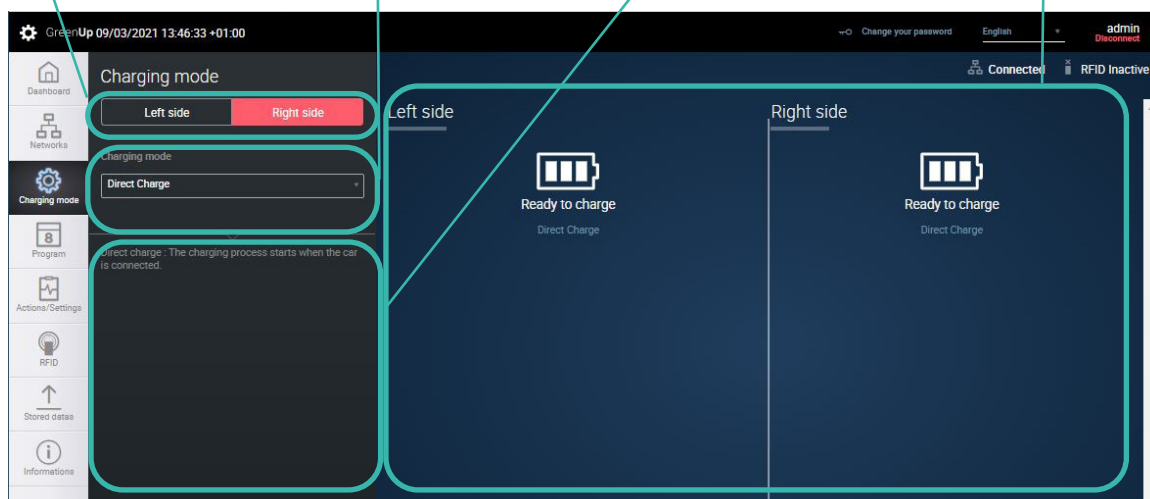 GreenUp 09/03/2021 13:46:33 +01:00
Change your password
English
admin
Disconnect
Connected
RFID Inactive
Dashboard
Networks
Charging mode
8
Program
Actions/Settings
RFID
Stored datas
Informations
Charging mode
Left side
Right side
Charging mode
Direct Charge
Direct charge : The charging process starts when the car
is connected.
Left side
Ready to charge
Direct Charge
Right side
Ready to charge
Direct Charge